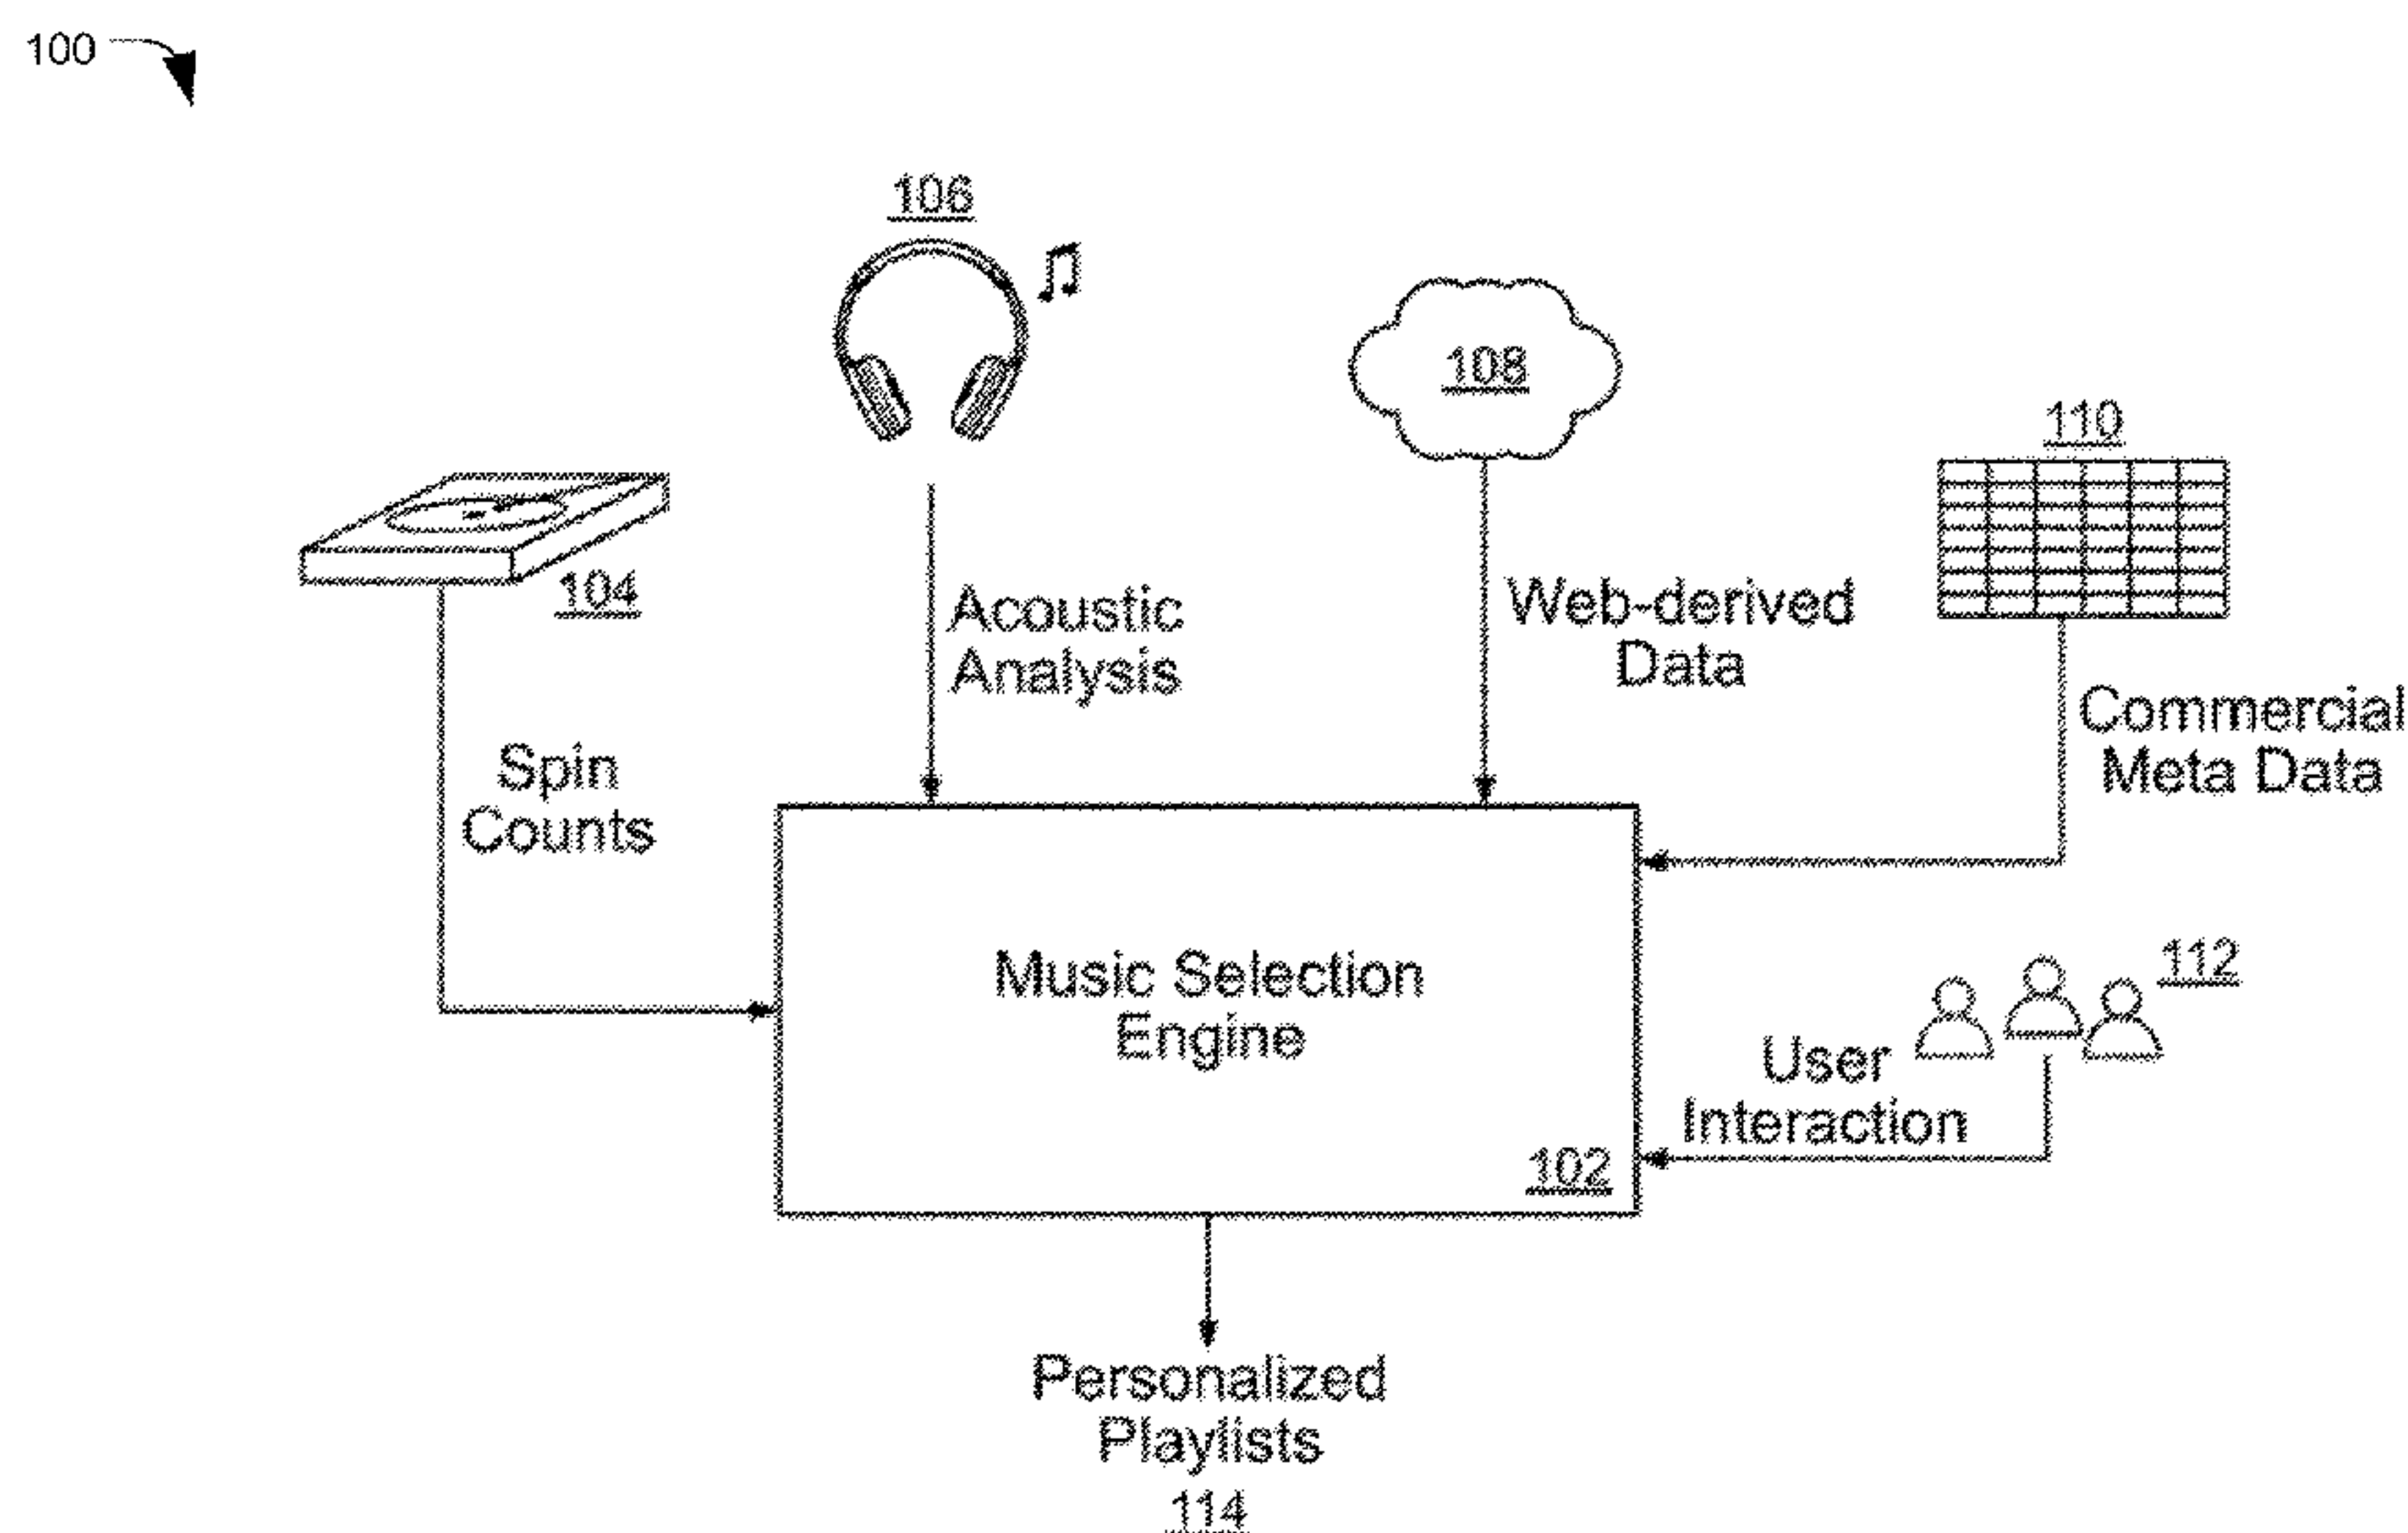 100
106
108
110
104
Acoustic
Analysis
Web-derived
Data
Commercial
Meta Data
Spin
Counts
112
Music Selection
Engine
102
User
Interaction
Personalized
Playlists
114